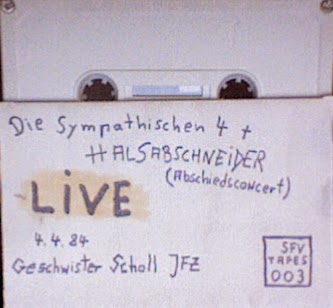 Die Sympathischen 4 +
HALSABSCHNEiDER
(Abschiedsconcert)
LiVE
4.4.84
Geschwister Scholl JFZ
SFV
TAPES
003